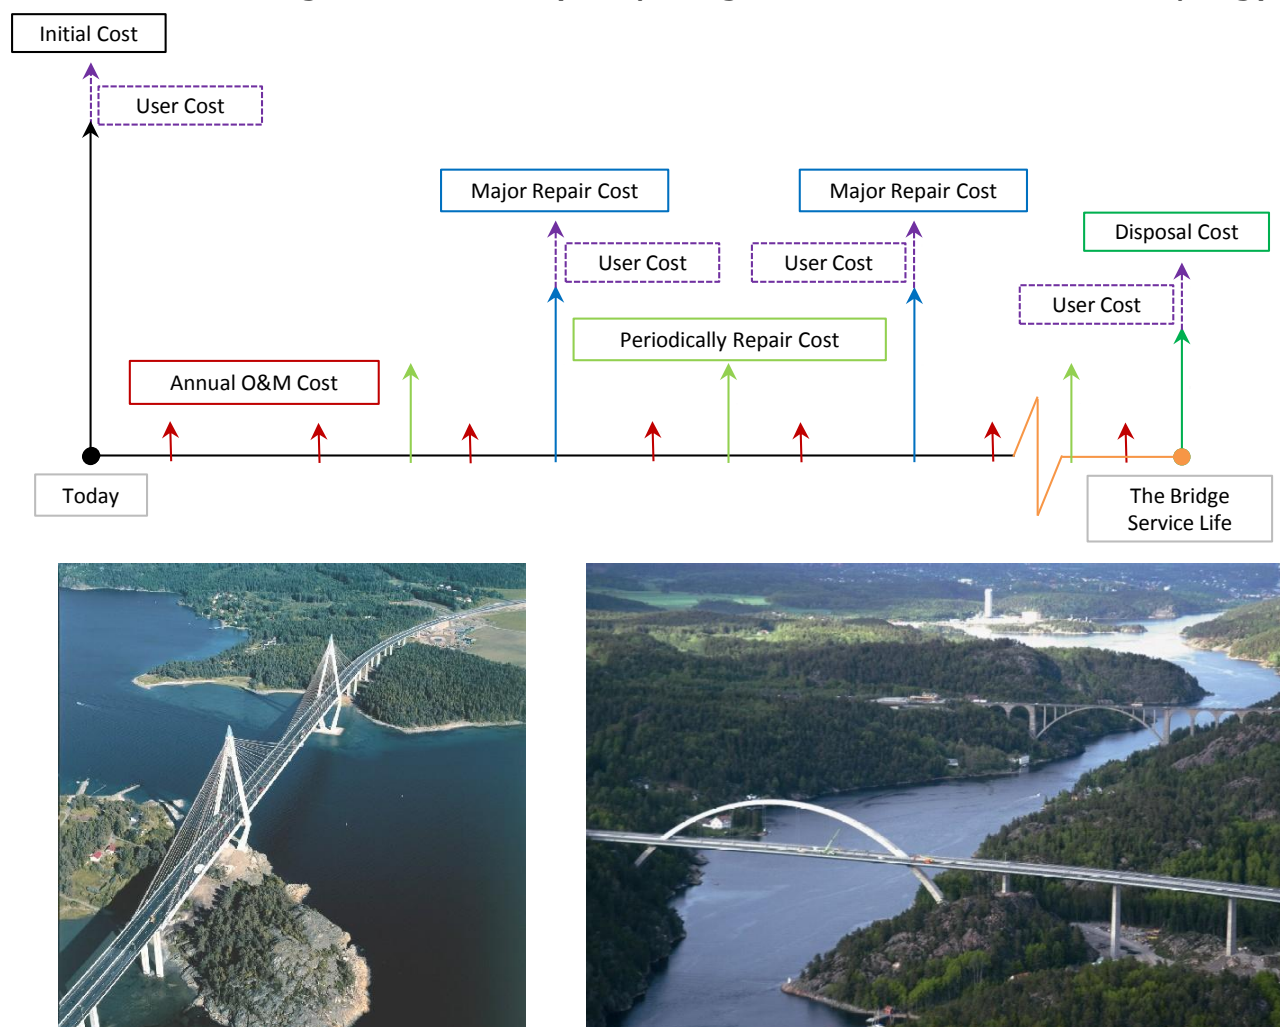 Initial Cost
User Cost
Major Repair Cost
Major Repair Cost
Disposal Cost
User Cost
User Cost
User Cost
Periodically Repair Cost
Annual O&M Cost
Today
The Bridge
Service Life